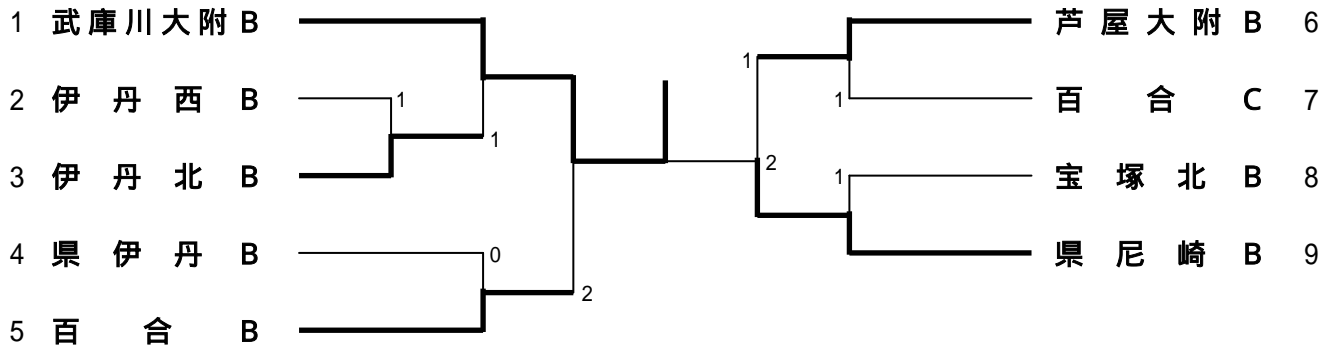 1 武庫川大附 B
2 伊丹西 B
3 伊丹北 B
4 県伊丹 B
5 百合 B
1
1
0
2
芦屋大附 B 6
百合 C 7
宝塚北 B 8
県尼崎 B 9
1
1
2
1